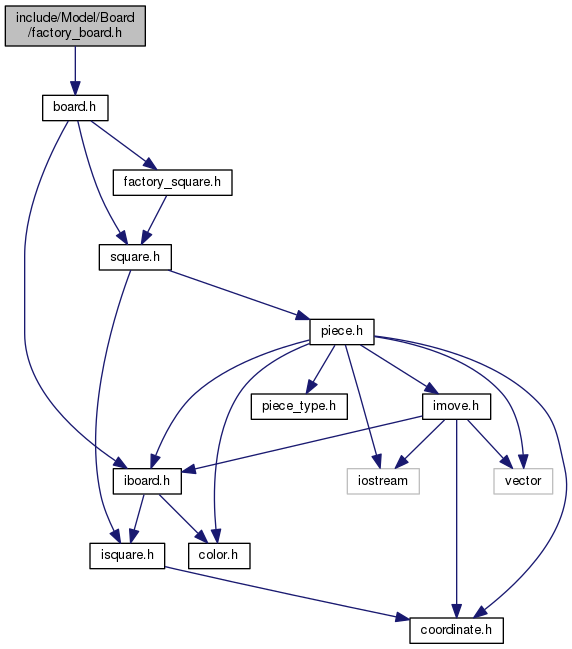 include/Model/Board
/factory_board.h
board.h
factory_square.h
square.h
piece.h
piece_type.h
imove.h
iboard.h
iostream
vector
isquare.h
color.h
coordinate.h